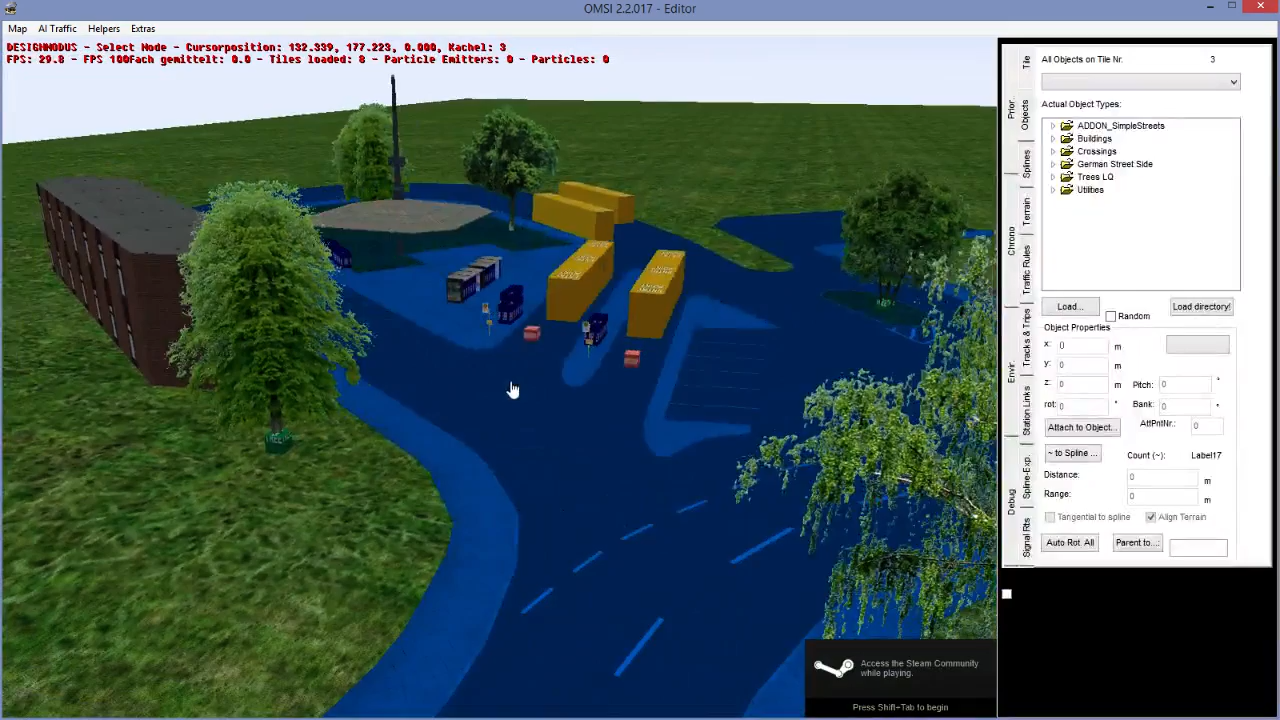 OMSI 2.2.017 - Editor
Map AI Traffic Helpers Extras
DESIGNMODUS - Select Mode - Cursorposition: 132.339, 177.223, 0.000, Kachel: 3
FPS: 29.8 - FPS 100Fach gemittelt: 0.0 - Tiles loaded: 8 - Particle Emitters: 0 - Particles: 0
Tile
Objects
Splines
Terrain
Traffic Rules
Tracks & Trips
Station Links
Spline-Exp.
Signal Rts
Prior.
Chrono
Envir.
Debug
All Objects on Tile Nr. 3
Actual Object Types:
ADDON_SimpleStreets
Buildings
Crossings
German Street Side
Trees LQ
Utilities
Load... Random Load directory!
Object Properties
x: 0 m
y: 0 m
z: 0 m Pitch: 0 °
rot: 0 ° Bank: 0 °
Attach to Object... AttPntNr.: 0
~ to Spline ... Count (~): Label17
Distance: 0 m
Range: 0 m
Tangential to spline Align Terrain
Auto Rot. All Parent to...:
Access the Steam Community
while playing.
Press Shift+Tab to begin